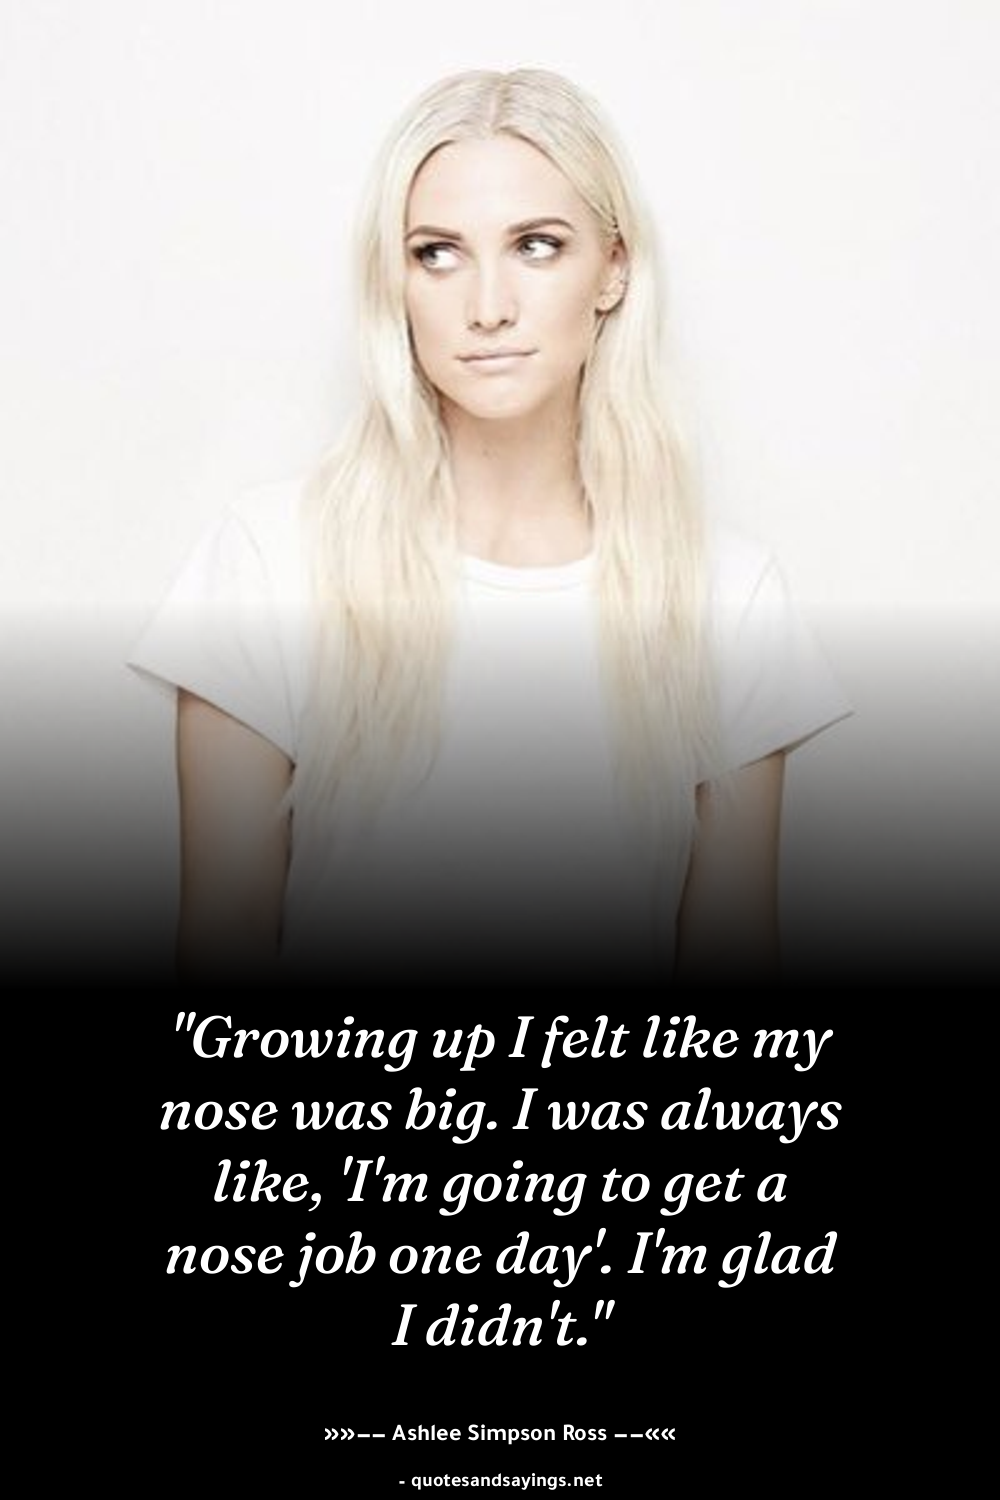 "Growing up I felt like my
nose was big. I was always
like, 'I'm going to get a
nose job one day'. I'm glad
I didn't."
»»–– Ashlee Simpson Ross ––««
- quotesandsayings.net